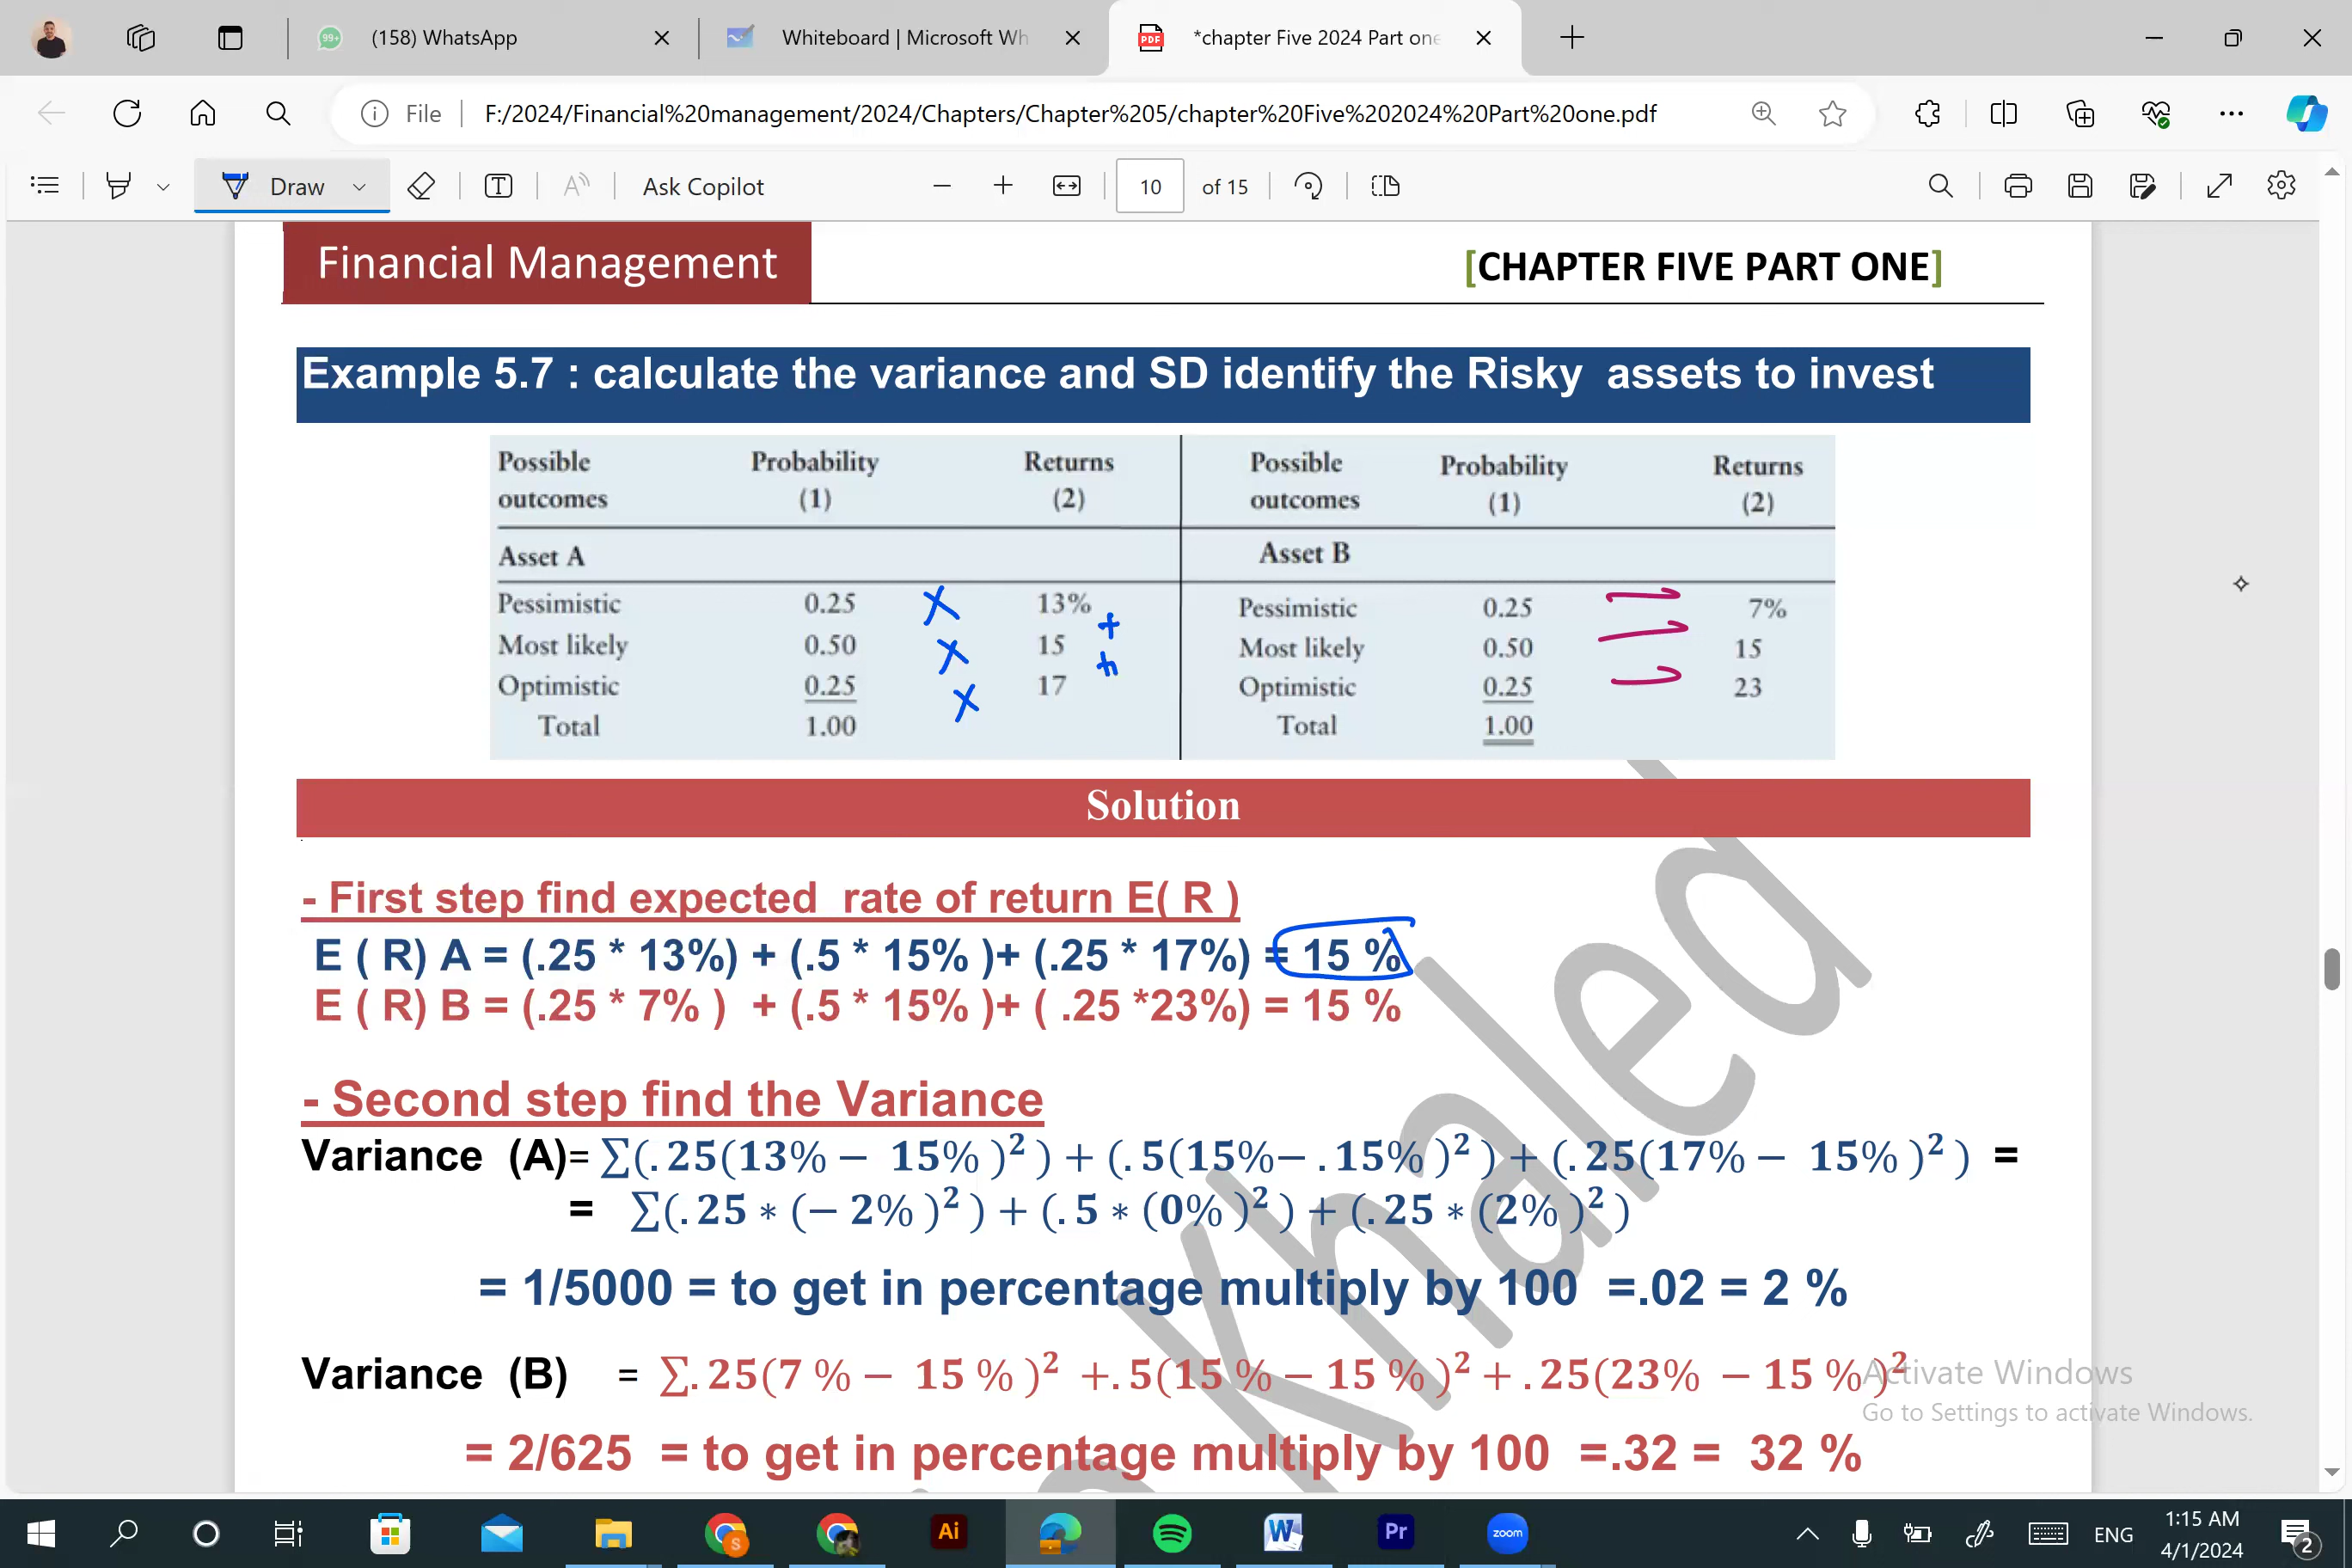 (158) WhatsApp
Whiteboard | Microsoft Wh
*chapter Five 2024 Part one
File
F:/2024/Financial%20management/2024/Chapters/Chapter%205/chapter%20Five%202024%20Part%20one.pdf
Draw
Ask Copilot
10 of 15
Financial Management
[CHAPTER FIVE PART ONE]
Example 5.7 : calculate the variance and SD identify the Risky assets to invest
Possible outcomes Probability (1) Returns (2) Possible outcomes Probability (1) Returns (2)
Asset A Asset B
Pessimistic 0.25 X 13% + Pessimistic 0.25 7%
Most likely 0.50 X 15 + Most likely 0.50 15
Optimistic 0.25 X 17 Optimistic 0.25 23
Total 1.00 Total 1.00
Solution
- First step find expected rate of return E( R )
E ( R) A = (.25 * 13%) + (.5 * 15% )+ (.25 * 17%) = 15 %
E ( R) B = (.25 * 7% ) + (.5 * 15% )+ ( .25 *23%) = 15 %
- Second step find the Variance
Variance (A)= ∑(.25(13% − 15% )² ) + (.5(15%− .15% )² ) + (.25(17% − 15% )² ) =
= ∑(.25 ∗ (− 2% )² ) + (.5 ∗ (0% )² ) + (.25 ∗ (2% )² )
= 1/5000 = to get in percentage multiply by 100 =.02 = 2 %
Variance (B) = ∑.25(7 % − 15 % )² +.5(15 % − 15 % )² + .25(23% − 15 %)²
= 2/625 = to get in percentage multiply by 100 =.32 = 32 %
Khaled
Activate Windows
Go to Settings to activate Windows.
ENG
1:15 AM
4/1/2024
2